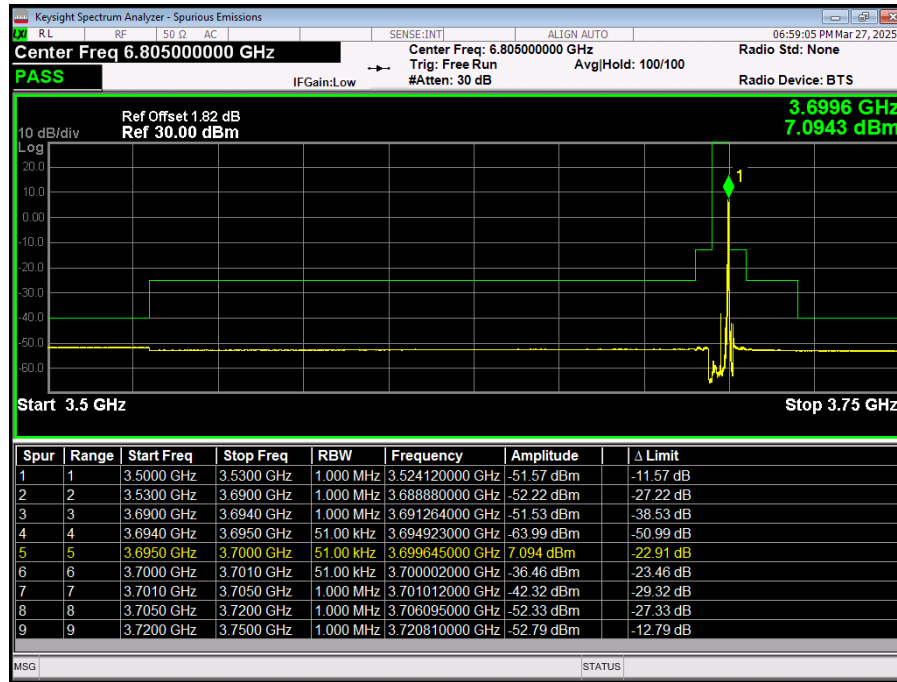 Keysight Spectrum Analyzer - Spurious Emissions
LXI RL RF 50 Ω AC SENSE:INT ALIGN AUTO 06:59:05 PM Mar 27, 2025
Center Freq 6.805000000 GHz Center Freq: 6.805000000 GHz Radio Std: None
Trig: Free Run Avg|Hold: 100/100
PASS IFGain:Low #Atten: 30 dB Radio Device: BTS
3.6996 GHz
Ref Offset 1.82 dB
10 dB/div Ref 30.00 dBm 7.0943 dBm
Log
20.0
1
10.0
0.00
-10.0
-20.0
-30.0
-40.0
-50.0
-60.0
Start 3.5 GHz Stop 3.75 GHz
Spur Range Start Freq Stop Freq RBW Frequency Amplitude Δ Limit
1 1 3.5000 GHz 3.5300 GHz 1.000 MHz 3.524120000 GHz -51.57 dBm -11.57 dB
2 2 3.5300 GHz 3.6900 GHz 1.000 MHz 3.688880000 GHz -52.22 dBm -27.22 dB
3 3 3.6900 GHz 3.6940 GHz 1.000 MHz 3.691264000 GHz -51.53 dBm -38.53 dB
4 4 3.6940 GHz 3.6950 GHz 51.00 kHz 3.694923000 GHz -63.99 dBm -50.99 dB
5 5 3.6950 GHz 3.7000 GHz 51.00 kHz 3.699645000 GHz 7.094 dBm -22.91 dB
6 6 3.7000 GHz 3.7010 GHz 51.00 kHz 3.700002000 GHz -36.46 dBm -23.46 dB
7 7 3.7010 GHz 3.7050 GHz 1.000 MHz 3.701012000 GHz -42.32 dBm -29.32 dB
8 8 3.7050 GHz 3.7200 GHz 1.000 MHz 3.706095000 GHz -52.33 dBm -27.33 dB
9 9 3.7200 GHz 3.7500 GHz 1.000 MHz 3.720810000 GHz -52.79 dBm -12.79 dB
MSG STATUS